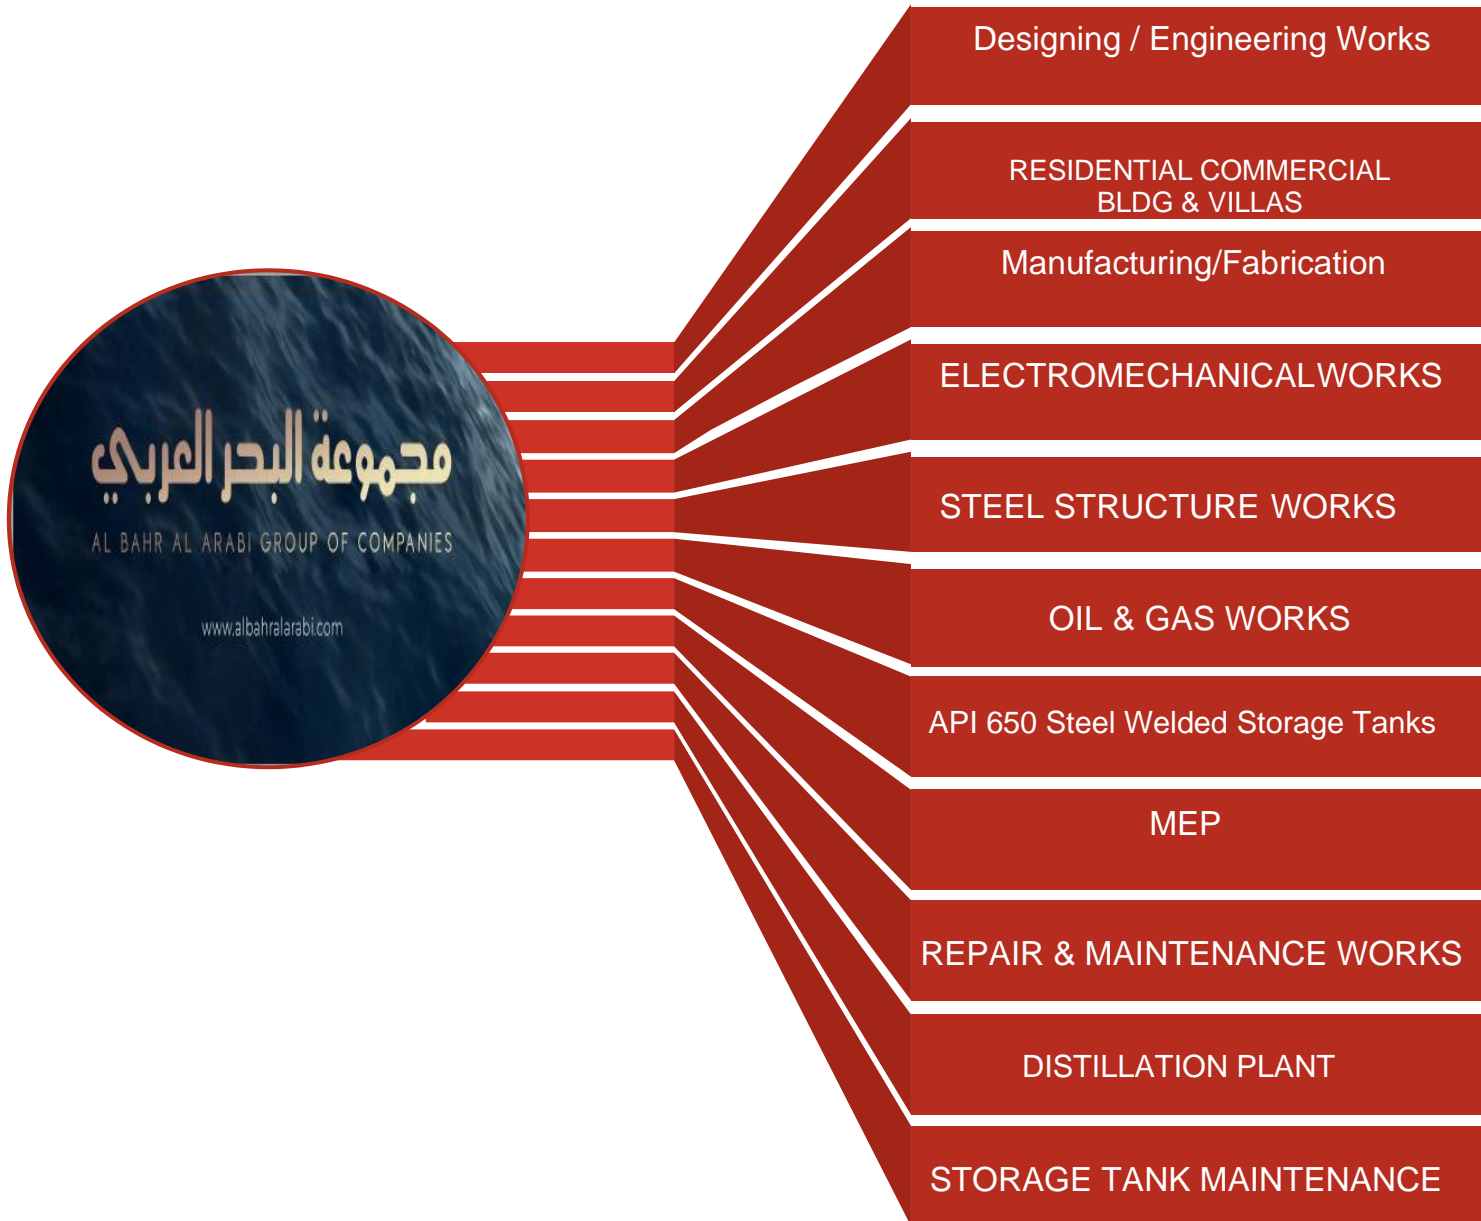 مجموعة البحر العربي
AL BAHR AL ARABI GROUP OF COMPANIES
www.albahralarabi.com
Designing / Engineering Works
RESIDENTIAL COMMERCIAL
BLDG & VILLAS
Manufacturing/Fabrication
ELECTROMECHANICALWORKS
STEEL STRUCTURE WORKS
OIL & GAS WORKS
API 650 Steel Welded Storage Tanks
MEP
REPAIR & MAINTENANCE WORKS
DISTILLATION PLANT
STORAGE TANK MAINTENANCE